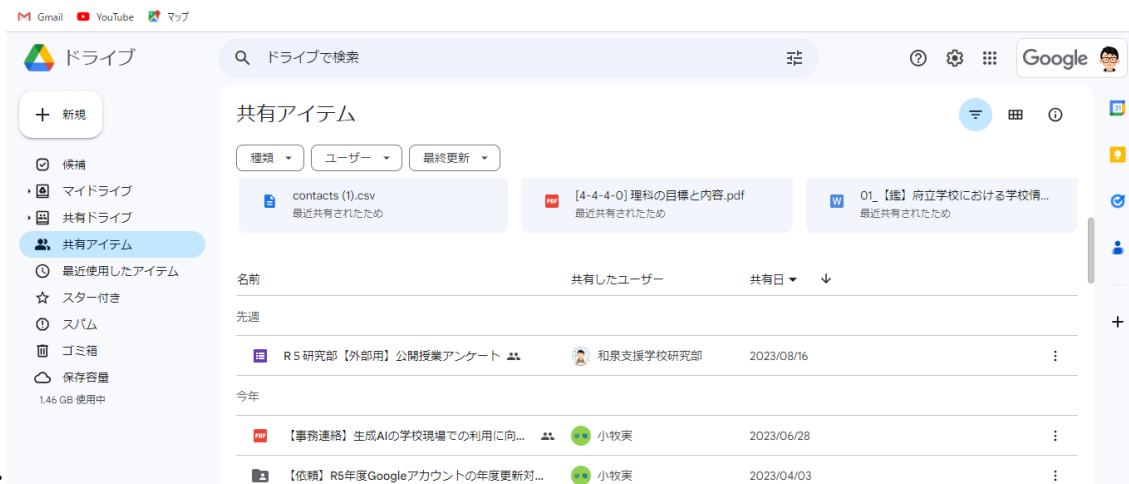 Gmail YouTube マップ
ドライブ
ドライブで検索
Google
新規
候補
マイドライブ
共有ドライブ
共有アイテム
最近使用したアイテム
スター付き
スパム
ゴミ箱
保存容量
1.46 GB 使用中
共有アイテム
種類 ユーザー 最終更新
contacts (1).csv
最近共有されたため
[4-4-4-0] 理科の目標と内容.pdf
最近共有されたため
01_【鑑】府立学校における学校情...
最近共有されたため
名前 共有したユーザー 共有日
先週
R５研究部【外部用】公開授業アンケート 和泉支援学校研究部 2023/08/16
今年
【事務連絡】生成AIの学校現場での利用に向... 小牧実 2023/06/28
【依頼】R5年度Googleアカウントの年度更新対... 小牧実 2023/04/03
31
PDF
W
PDF